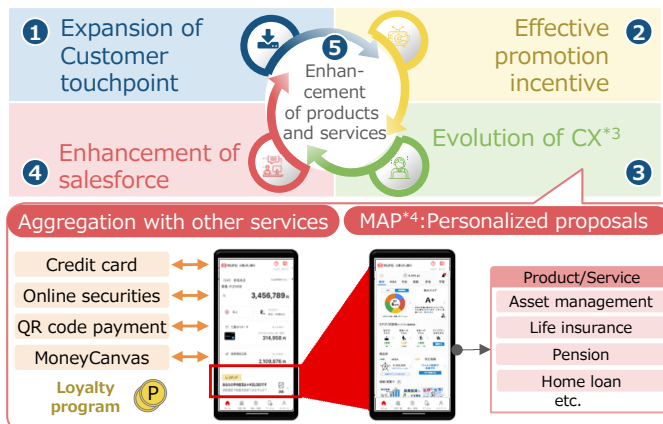 1 Expansion of
Customer
touchpoint
2 Effective
promotion
incentive
5
Enhan-
cement
of products
and services
4 Enhancement of
salesforce
3 Evolution of CX*3
Aggregation with other services
MAP*4:Personalized proposals
Credit card
Online securities
QR code payment
MoneyCanvas
Loyalty
program
P
MUFG
3,456,789
314,958
2,109,876
A+
Product/Service
Asset management
Life insurance
Pension
Home loan
etc.